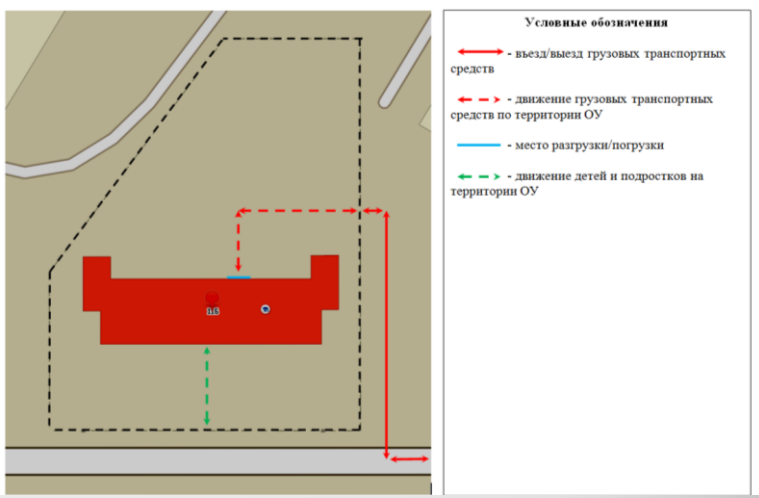 Условные обозначения
- въезд/выезд грузовых транспортных
средств
- движение грузовых транспортных
средств по территории ОУ
- место разгрузки/погрузки
- движение детей и подростков на
территории ОУ